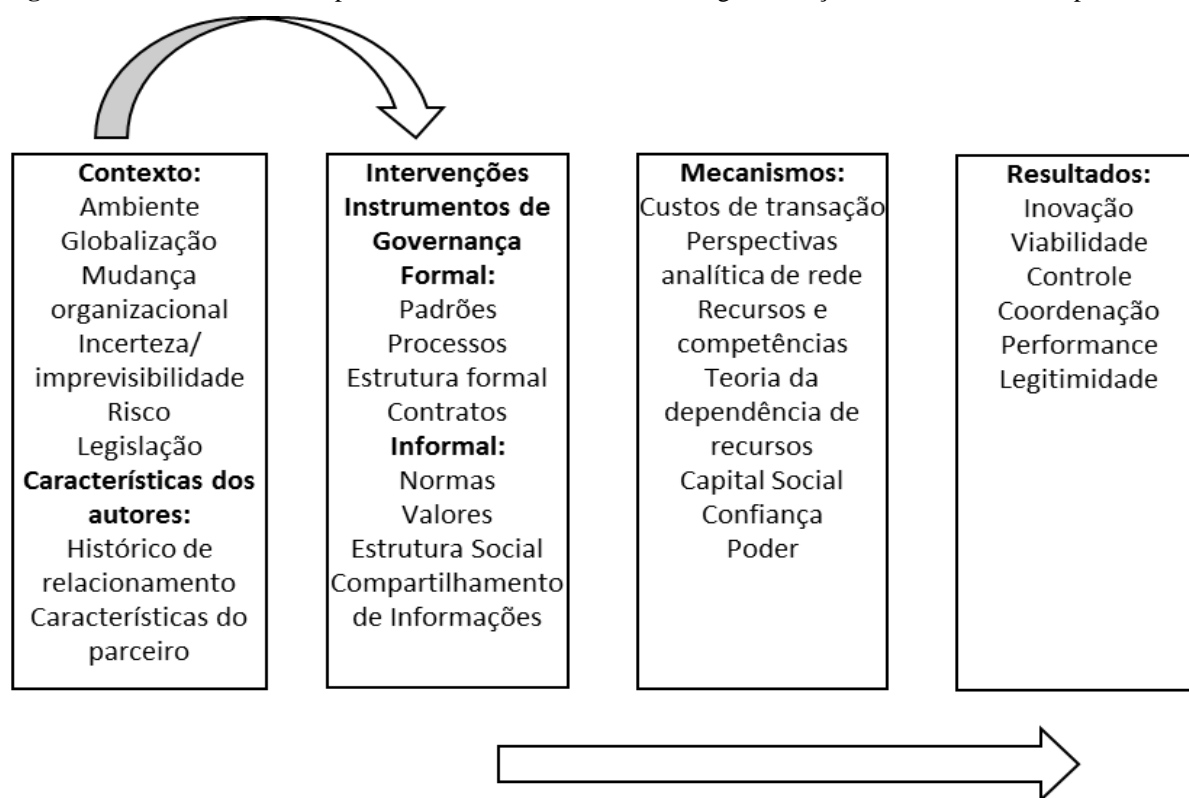 Contexto:
Ambiente
Globalização
Mudança
organizacional
Incerteza/
imprevisibilidade
Risco
Legislação
Características dos
autores:
Histórico de
relacionamento
Características do
parceiro
Intervenções
Instrumentos de
Governança
Formal:
Padrões
Processos
Estrutura formal
Contratos
Informal:
Normas
Valores
Estrutura Social
Compartilhamento
de Informações
Mecanismos:
Custos de transação
Perspectivas
analítica de rede
Recursos e
competências
Teoria da
dependência de
recursos
Capital Social
Confiança
Poder
Resultados:
Inovação
Viabilidade
Controle
Coordenação
Performance
Legitimidade